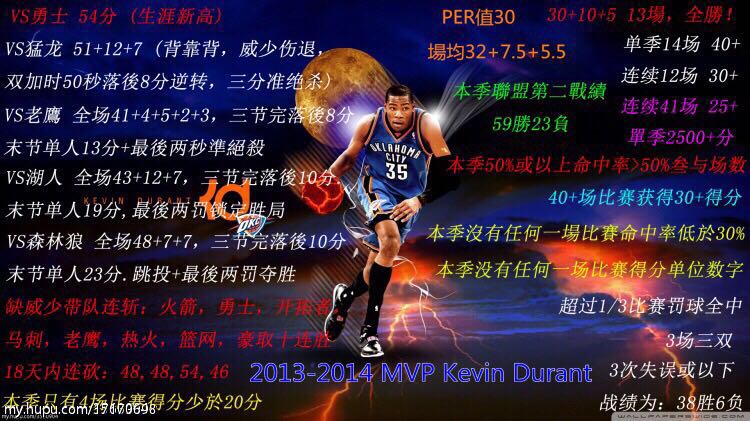 VS勇士 54分 (生涯新高)
VS猛龙 51+12+7 (背靠背，威少伤退，
双加时50秒落後8分逆转，三分准绝杀)
VS老鷹 全场41+4+5+2+3，三节完落後8分
末节单人13分+最後两秒準絕殺
VS湖人 全场43+12+7，三节完落後10分.
末节单人19分,最後两罚锁定胜局
VS森林狼 全场48+7+7，三节完落後10分
末节单人23分.跳投+最後两罚夺胜
缺威少带队连斩：火箭，勇士，开拓者，
马刺，老鹰，热火，篮网，豪取十连胜
18天内连砍：48,48,54,46
本季只有4场比赛得分少於20分
PER值30
場均32+7.5+5.5
30+10+5 13場，全勝！
单季14场 40+
连续12场 30+
连续41场 25+
單季2500+分
本季聯盟第二戰績
59勝23負
本季50%或以上命中率>50%叁与场数
40+场比赛获得30+得分
本季沒有任何一場比賽命中率低於30%
本季没有任何一场比赛得分单位数字
超过1/3比赛罚球全中
3场三双
3次失误或以下
战绩为：38胜6负
KEVIN DURANT
OKC
OKLAHOMA
CITY
35
2013-2014 MVP Kevin Durant
my.hupu.com/17170698